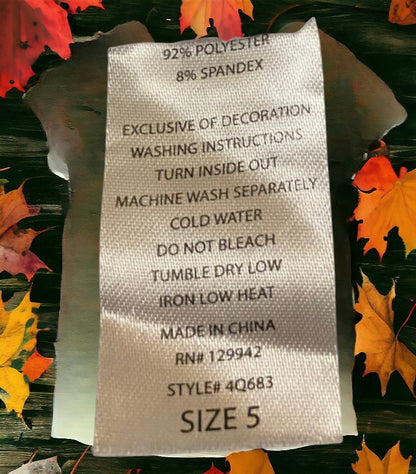 92% POLYESTER
8% SPANDEX
EXCLUSIVE OF DECORATION
WASHING INSTRUCTIONS
TURN INSIDE OUT
MACHINE WASH SEPARATELY
COLD WATER
DO NOT BLEACH
TUMBLE DRY LOW
IRON LOW HEAT
MADE IN CHINA
RN# 129942
STYLE# 4Q683
SIZE 5